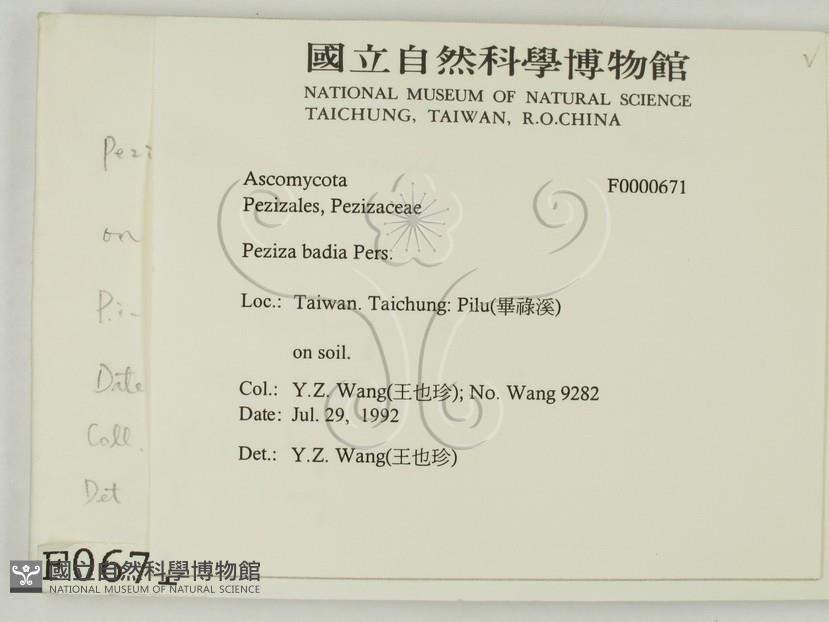 國立自然科學博物館
NATIONAL MUSEUM OF NATURAL SCIENCE
TAICHUNG, TAIWAN, R.O.CHINA
Ascomycota F0000671
Pezizales, Pezizaceae
Peziza badia Pers.
Loc.: Taiwan. Taichung: Pilu(畢祿溪)
on soil.
Col.: Y.Z. Wang(王也珍); No. Wang 9282
Date: Jul. 29, 1992
Det.: Y.Z. Wang(王也珍)
Pezi
on
Date
Coll.
Det
F067
國立自然科學博物館
NATIONAL MUSEUM OF NATURAL SCIENCE